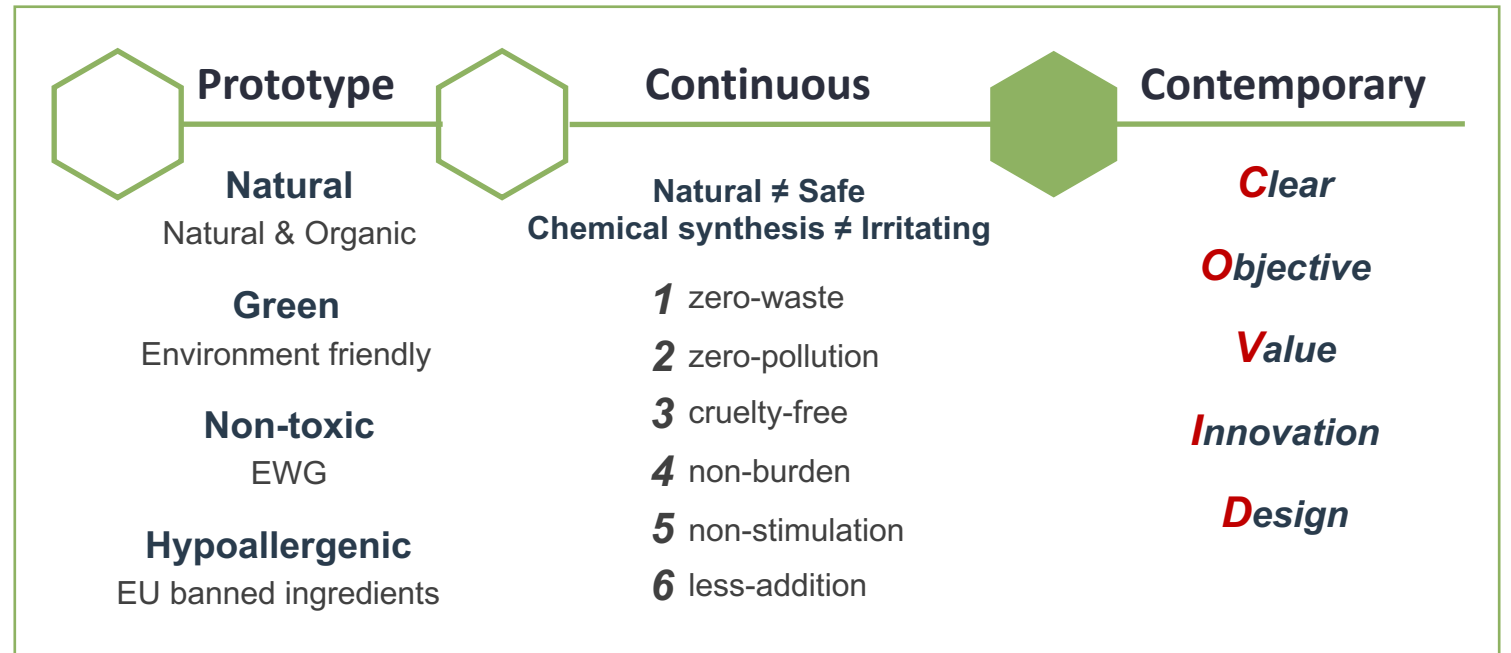 Prototype
Natural
Natural & Organic
Green
Environment friendly
Non-toxic
EWG
Hypoallergenic
EU banned ingredients
Continuous
Natural ≠ Safe
Chemical synthesis ≠ Irritating
1 zero-waste
2 zero-pollution
3 cruelty-free
4 non-burden
5 non-stimulation
6 less-addition
Contemporary
Clear
Objective
Value
Innovation
Design